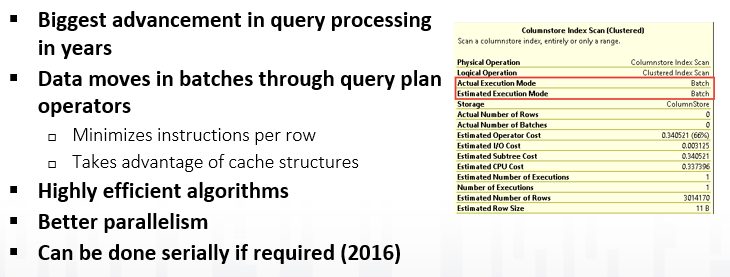 Biggest advancement in query processing
in years
Data moves in batches through query plan
operators
Minimizes instructions per row
Takes advantage of cache structures
Highly efficient algorithms
Better parallelism
Can be done serially if required (2016)
Columnstore Index Scan (Clustered)
Scan a columnstore index, entirely or only a range.
Physical Operation Columnstore Index Scan
Logical Operation Clustered Index Scan
Actual Execution Mode Batch
Estimated Execution Mode Batch
Storage ColumnStore
Actual Number of Rows 0
Actual Number of Batches 0
Estimated Operator Cost 0.340521 (66%)
Estimated I/O Cost 0.003125
Estimated Subtree Cost 0.340521
Estimated CPU Cost 0.337396
Estimated Number of Executions 1
Number of Executions 1
Estimated Number of Rows 3014170
Estimated Row Size 11 B